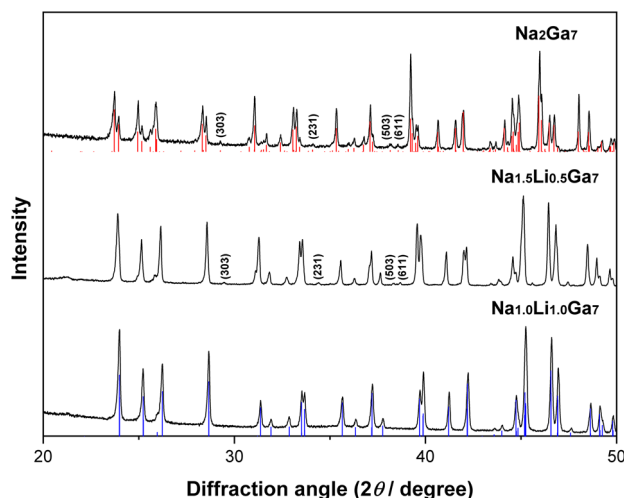 Na2Ga7
(303)
(231)
(503)
(611)
Na1.5Li0.5Ga7
(303)
(231)
(503)
(611)
Na1.0Li1.0Ga7
Intensity
20 30 40 50
Diffraction angle (2θ / degree)